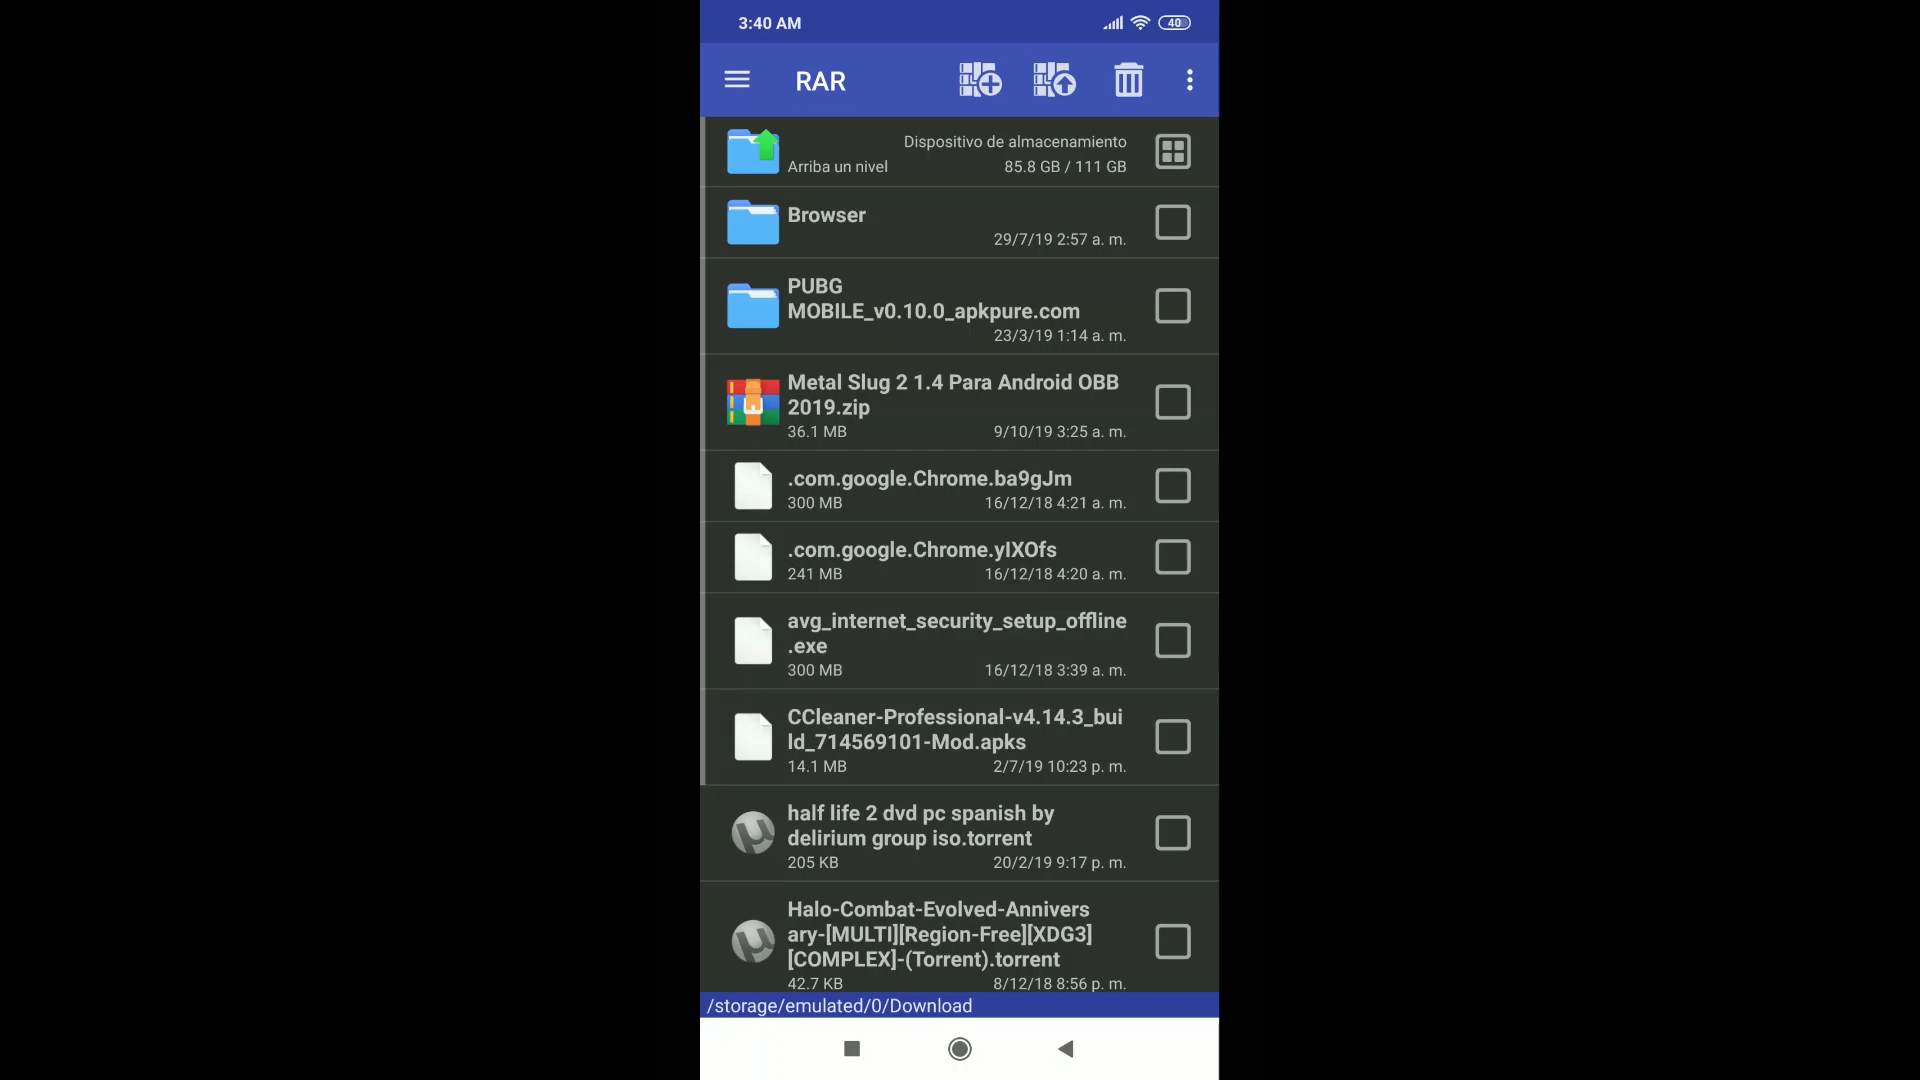 3:40 AM
40
RAR
Dispositivo de almacenamiento
Arriba un nivel
85.8 GB / 111 GB
Browser
29/7/19 2:57 a. m.
PUBG
MOBILE_v0.10.0_apkpure.com
23/3/19 1:14 a. m.
Metal Slug 2 1.4 Para Android OBB
2019.zip
36.1 MB
9/10/19 3:25 a. m.
.com.google.Chrome.ba9gJm
300 MB
16/12/18 4:21 a. m.
.com.google.Chrome.yIXOfs
241 MB
16/12/18 4:20 a. m.
avg_internet_security_setup_offline
.exe
300 MB
16/12/18 3:39 a. m.
CCleaner-Professional-v4.14.3_bui
ld_714569101-Mod.apks
14.1 MB
2/7/19 10:23 p. m.
half life 2 dvd pc spanish by
delirium group iso.torrent
205 KB
20/2/19 9:17 p. m.
Halo-Combat-Evolved-Annivers
ary-[MULTI][Region-Free][XDG3]
[COMPLEX]-(Torrent).torrent
42.7 KB
8/12/18 8:56 p. m.
/storage/emulated/0/Download